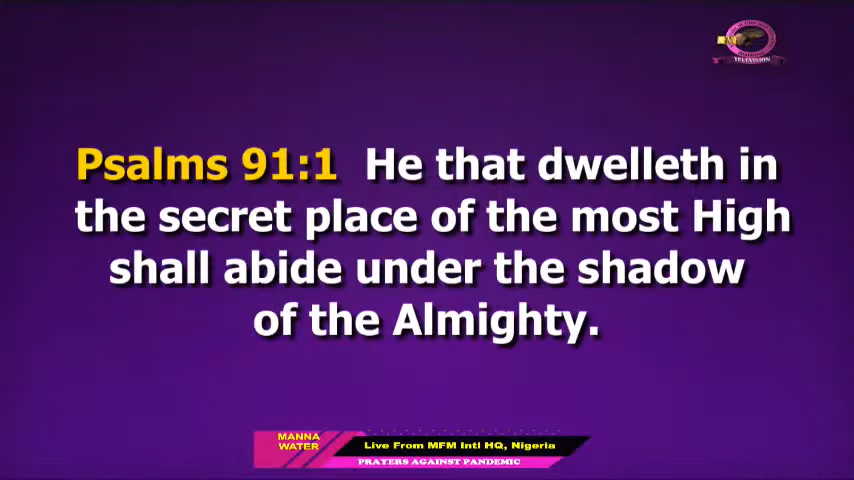 TELEVISION
Psalms 91:1 He that dwelleth in
the secret place of the most High
shall abide under the shadow
of the Almighty.
MANNA
WATER
Live From MFM Intl HQ, Nigeria
PRAYERS AGAINST PANDEMIC